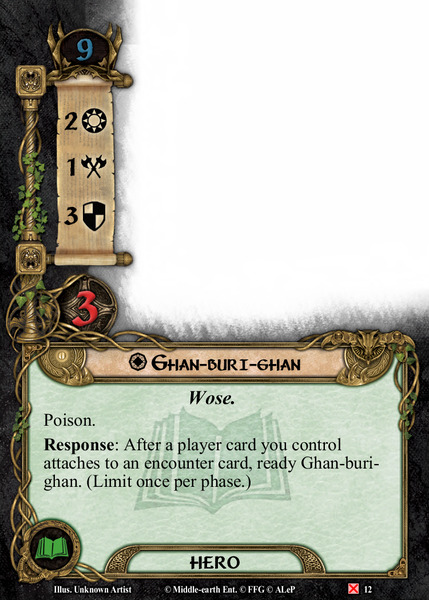 9
2
1
3
3
Ghan-buri-ghan
Wose.
Poison.
Response: After a player card you control
attaches to an encounter card, ready Ghan-buri-
ghan. (Limit once per phase.)
HERO
Illus. Unknown Artist © Middle-earth Ent. © FFG © ALeP 12